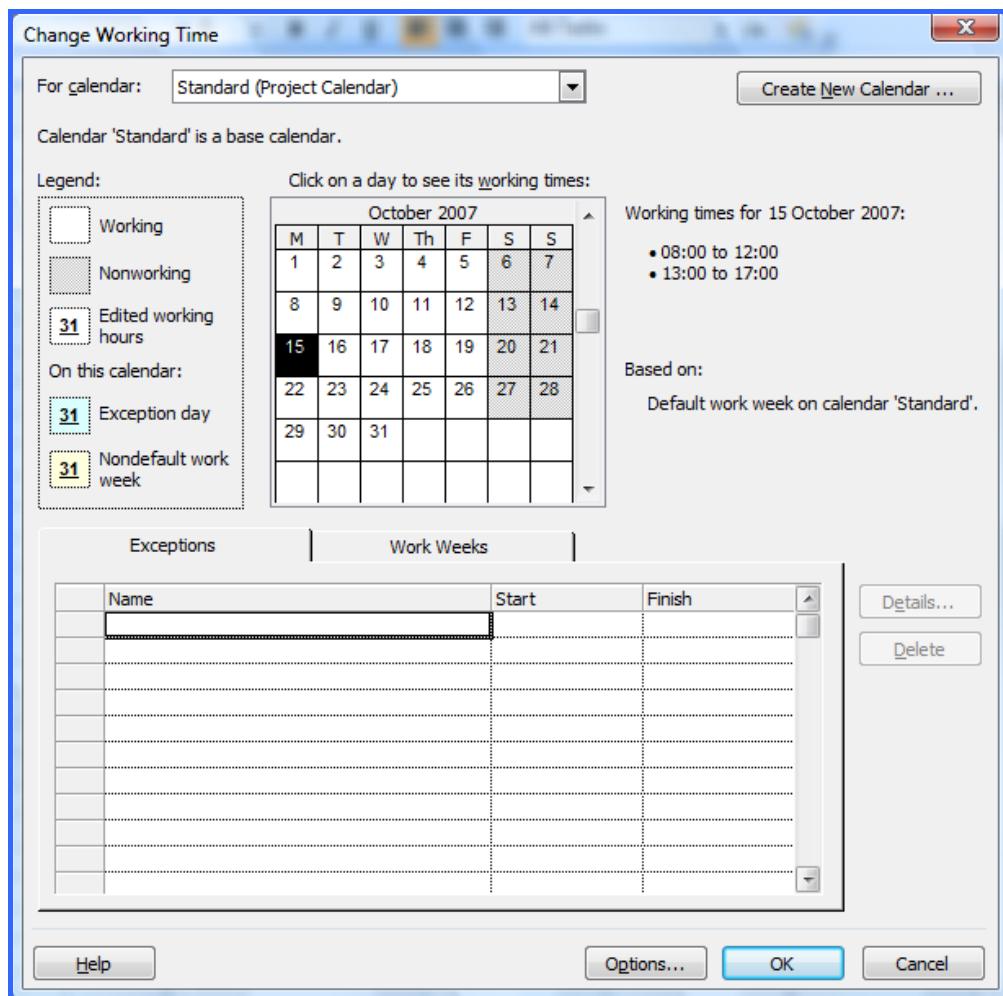 Change Working Time
For calendar: Standard (Project Calendar) Create New Calendar ...
Calendar 'Standard' is a base calendar.
Legend:
Working
Nonworking
31 Edited working
hours
On this calendar:
31 Exception day
31 Nondefault work
week
Click on a day to see its working times:
October 2007
M T W Th F S S
1 2 3 4 5 6 7
8 9 10 11 12 13 14
15 16 17 18 19 20 21
22 23 24 25 26 27 28
29 30 31
Working times for 15 October 2007:
• 08:00 to 12:00
• 13:00 to 17:00
Based on:
Default work week on calendar 'Standard'.
Exceptions Work Weeks
Name Start Finish
Details...
Delete
Help Options... OK Cancel